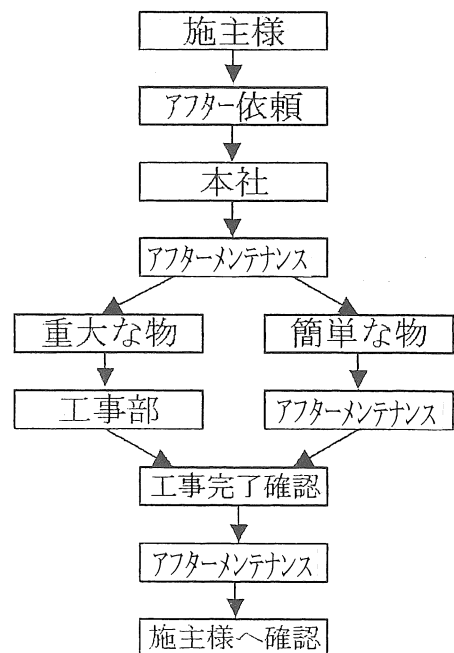 施主様
アフター依頼
本社
アフターメンテナンス
重大な物
簡単な物
工事部
アフターメンテナンス
工事完了確認
アフターメンテナンス
施主様へ確認